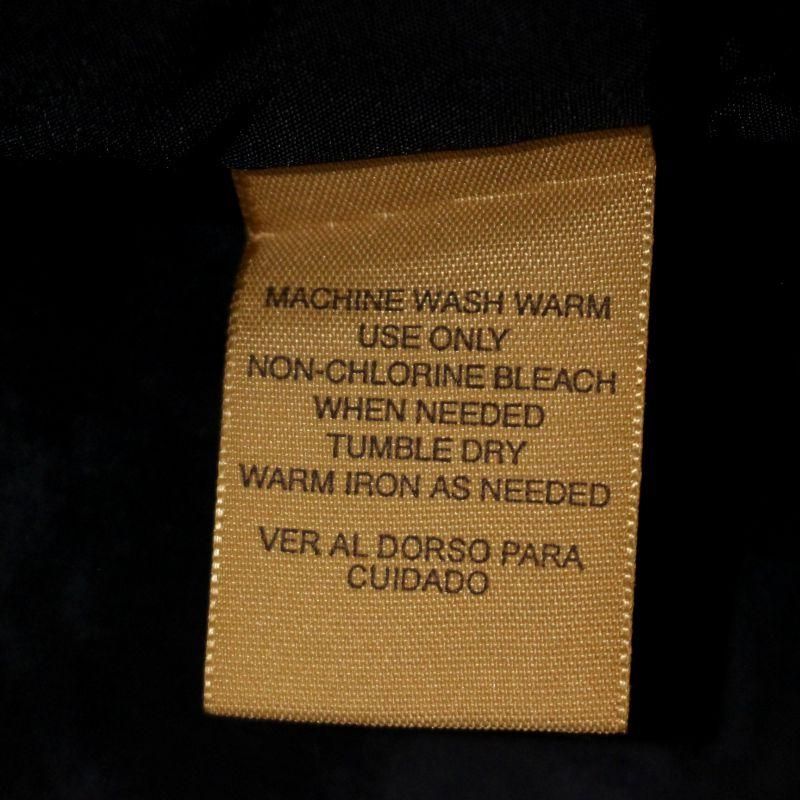 MACHINE WASH WARM
USE ONLY
NON-CHLORINE BLEACH
WHEN NEEDED
TUMBLE DRY
WARM IRON AS NEEDED
VER AL DORSO PARA
CUIDADO